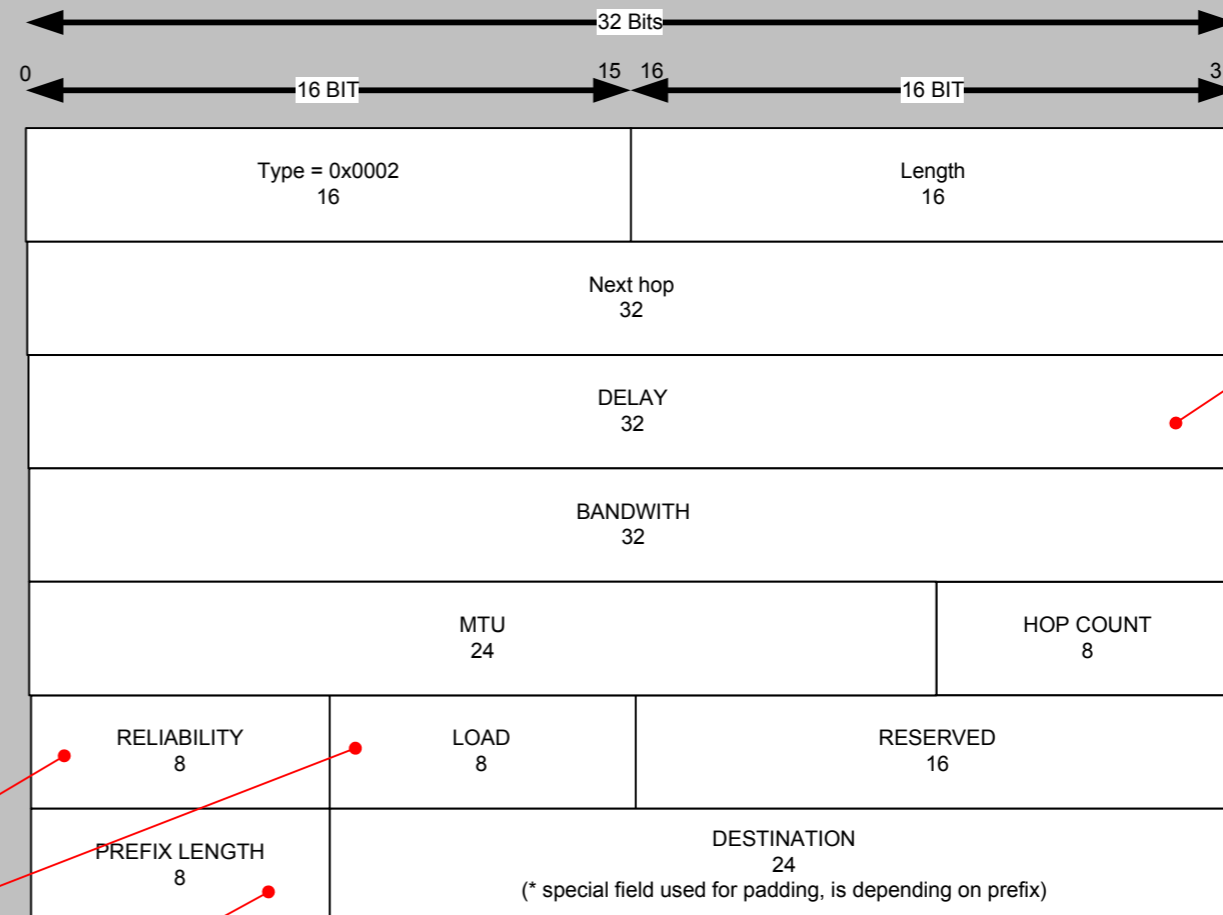 32 Bits
0
15
16
3
16 BIT
16 BIT
Type = 0x0002
16
Length
16
Next hop
32
DELAY
32
BANDWITH
32
MTU
24
HOP COUNT
8
RELIABILITY
8
LOAD
8
RESERVED
16
PREFIX LENGTH
8
DESTINATION
24
(* special field used for padding, is depending on prefix)